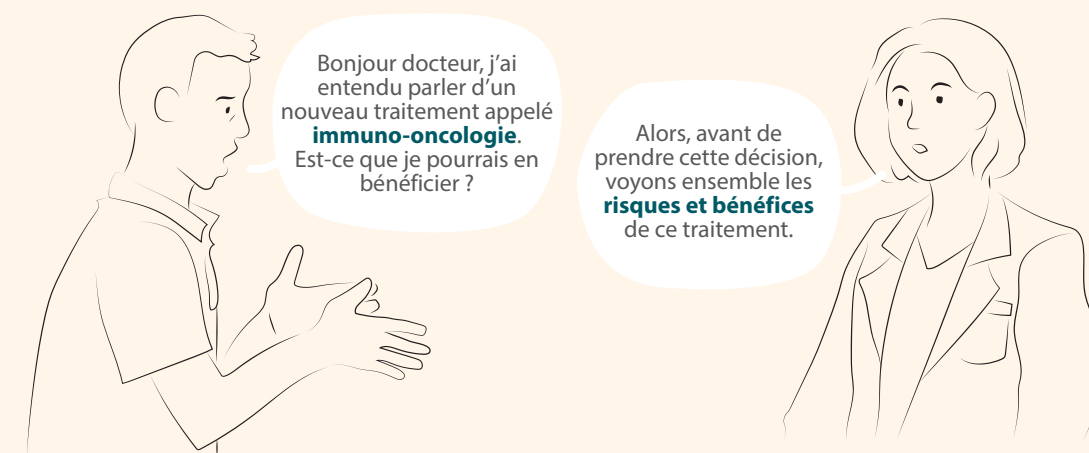 Bonjour docteur, j’ai
entendu parler d’un
nouveau traitement appelé
immuno-oncologie.
Est-ce que je pourrais en
bénéficier ?
Alors, avant de
prendre cette décision,
voyons ensemble les
risques et bénéfices
de ce traitement.